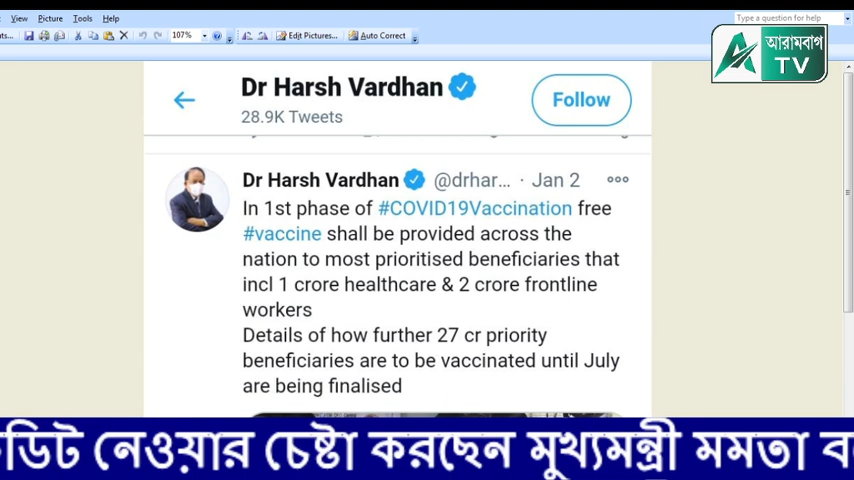 View Picture Tools Help
Type a question for help
107%
Edit Pictures...
Auto Correct
আরামবাগ
TV
Dr Harsh Vardhan
28.9K Tweets
Follow
Dr Harsh Vardhan @drhar... · Jan 2
In 1st phase of #COVID19Vaccination free
#vaccine shall be provided across the
nation to most prioritised beneficiaries that
incl 1 crore healthcare & 2 crore frontline
workers
Details of how further 27 cr priority
beneficiaries are to be vaccinated until July
are being finalised
নেওয়ার চেষ্টা করছেন মুখ্যমন্ত্রী মমতা